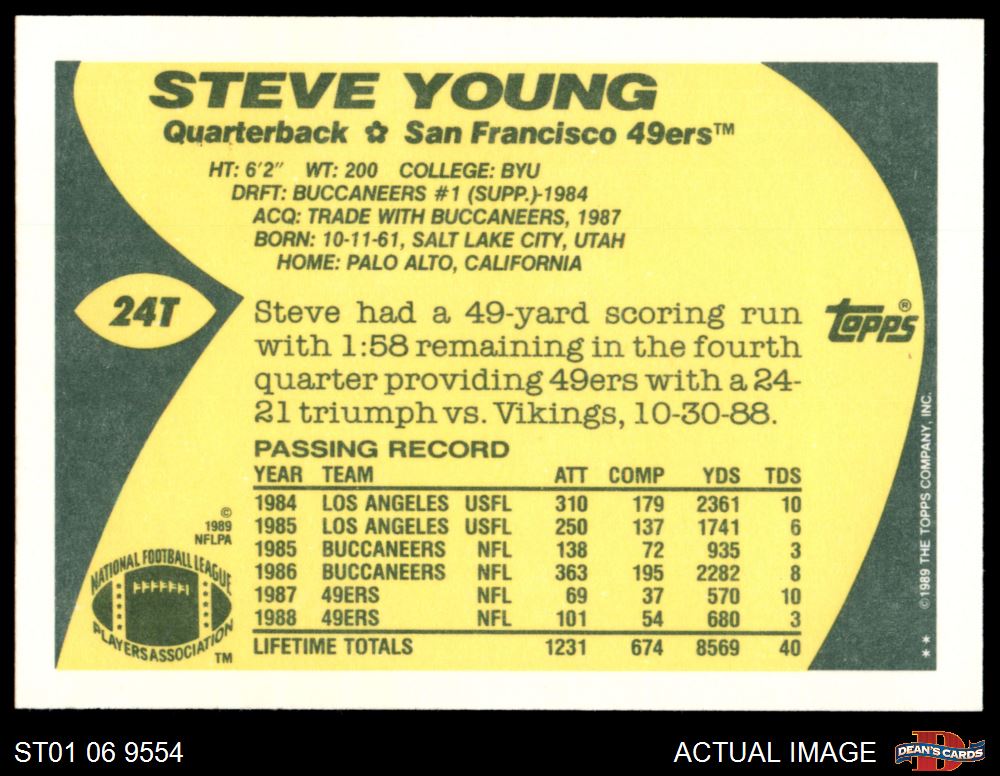 STEVE YOUNG
Quarterback ✿ San Francisco 49ers™
HT: 6'2" WT: 200 COLLEGE: BYU
DRFT: BUCCANEERS #1 (SUPP.)-1984
ACQ: TRADE WITH BUCCANEERS, 1987
BORN: 10-11-61, SALT LAKE CITY, UTAH
HOME: PALO ALTO, CALIFORNIA
24T
Steve had a 49-yard scoring run
with 1:58 remaining in the fourth
quarter providing 49ers with a 24-
21 triumph vs. Vikings, 10-30-88.
topps®
PASSING RECORD
YEAR TEAM ATT COMP YDS TDS
1984 LOS ANGELES USFL 310 179 2361 10
1985 LOS ANGELES USFL 250 137 1741 6
1985 BUCCANEERS NFL 138 72 935 3
1986 BUCCANEERS NFL 363 195 2282 8
1987 49ERS NFL 69 37 570 10
1988 49ERS NFL 101 54 680 3
LIFETIME TOTALS 1231 674 8569 40
©
1989
NFLPA
NATIONAL FOOTBALL LEAGUE
PLAYERS ASSOCIATION
TM
© 1989 THE TOPPS COMPANY, INC.
* *
ST01 06 9554
ACTUAL IMAGE
D
DEAN'S CARDS